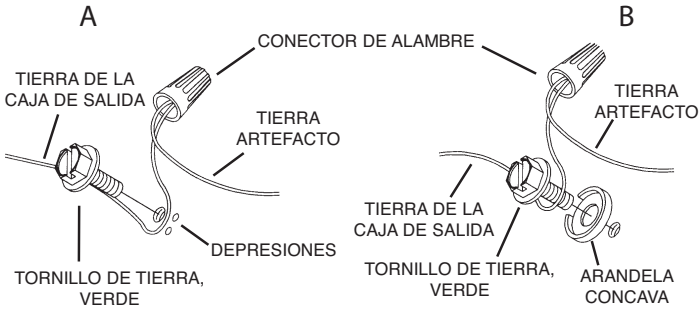 A
B
CONECTOR DE ALAMBRE
TIERRA DE LA
CAJA DE SALIDA
TIERRA
ARTEFACTO
DEPRESIONES
TORNILLO DE TIERRA,
VERDE
TIERRA
ARTEFACTO
TIERRA DE LA
CAJA DE SALIDA
TORNILLO DE TIERRA,
VERDE
ARANDELA
CONCAVA